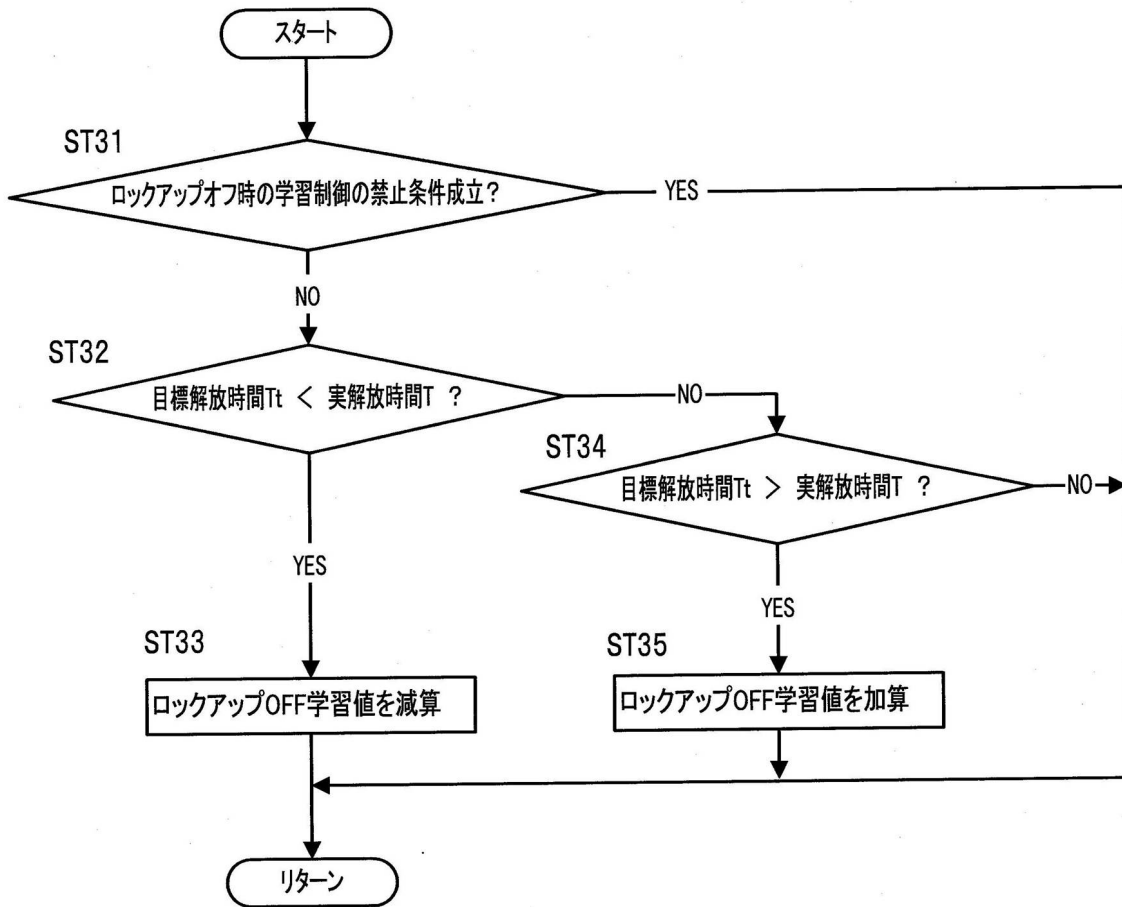 スタート
ST31
ロックアップオフ時の学習制御の禁止条件成立?
YES
NO
ST32
目標解放時間Tt < 実解放時間T ?
NO
ST34
目標解放時間Tt > 実解放時間T ?
NO
YES
YES
ST33
ロックアップOFF学習値を減算
ST35
ロックアップOFF学習値を加算
リターン